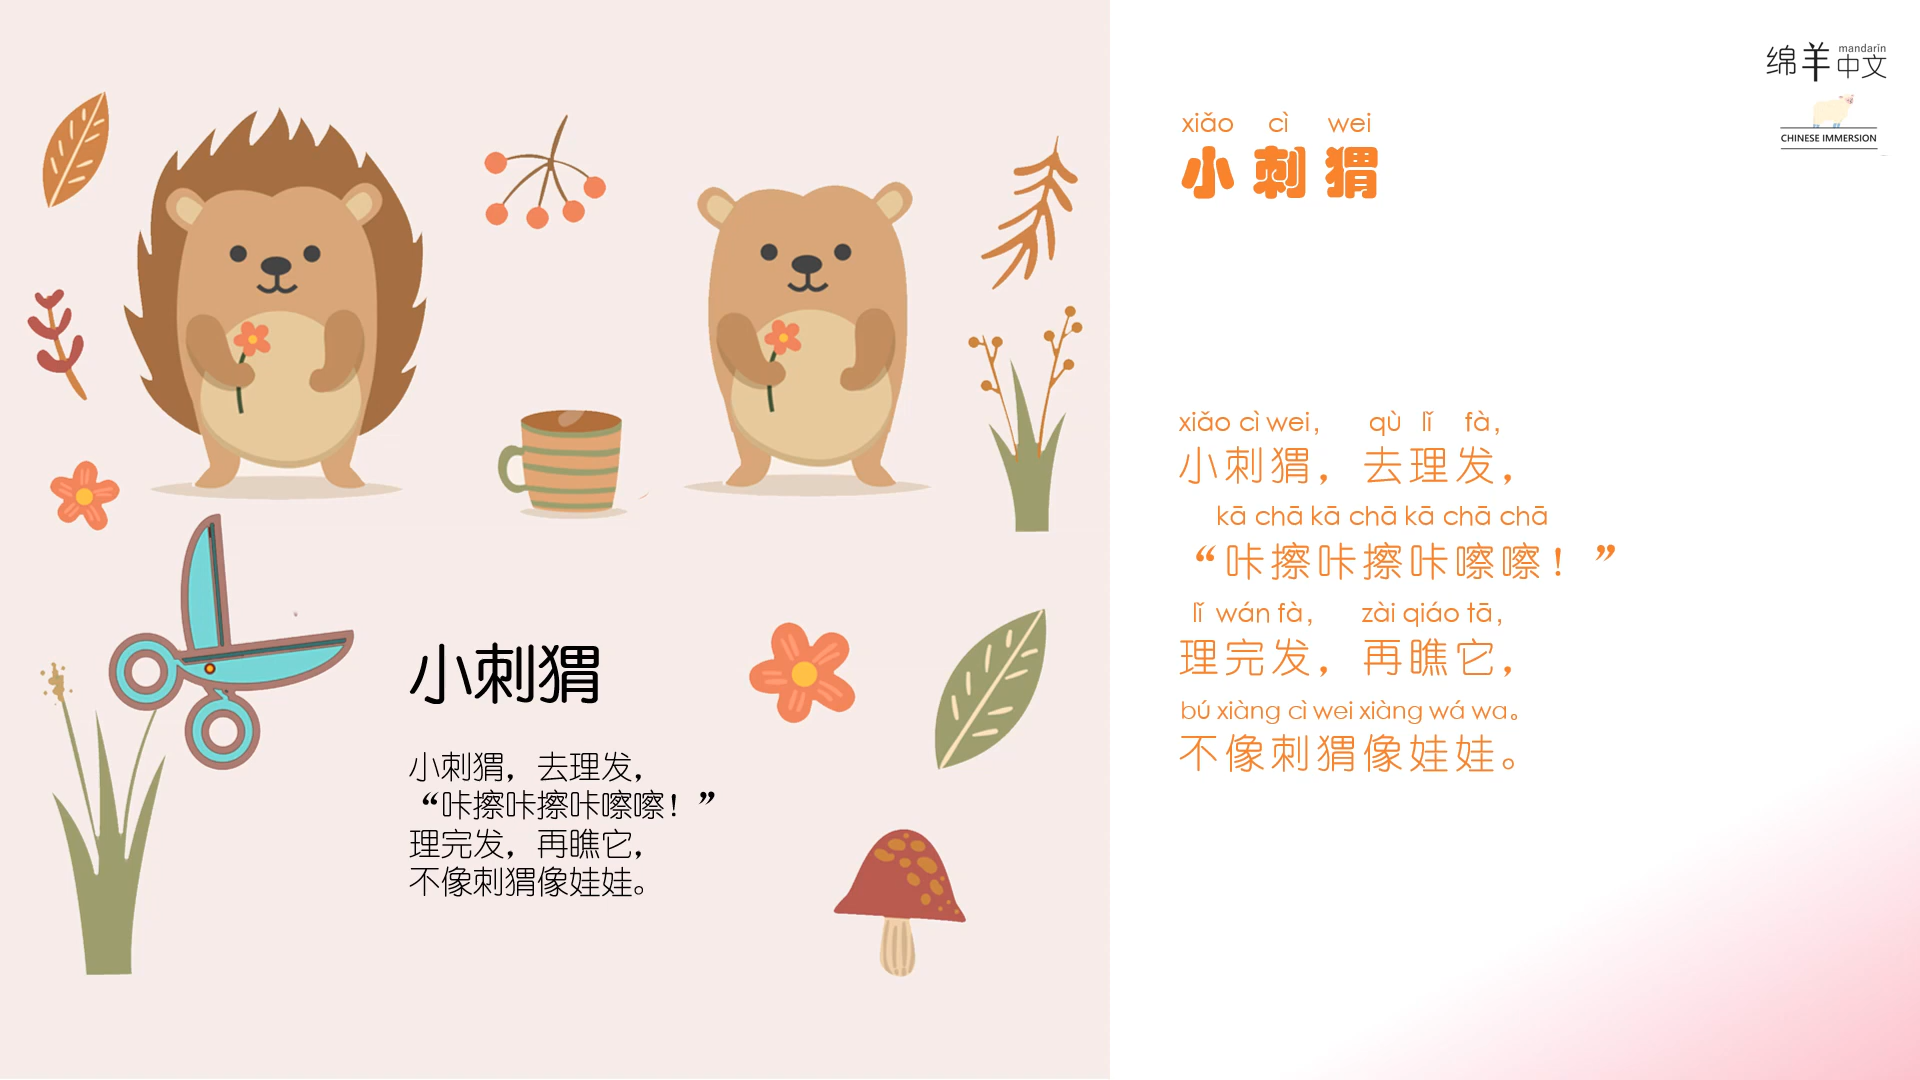 小刺猬
小刺猬，去理发，
“咔擦咔擦咔嚓嚓！”
理完发，再瞧它，
不像刺猬像娃娃。
绵羊 mandarin 中文
CHINESE IMMERSION
xiǎo cì wei
小刺猬
xiǎo cì wei， qù lǐ fà，
小刺猬，去理发，
kā chā kā chā kā chā chā
“咔擦咔擦咔嚓嚓！”
lǐ wán fà， zài qiáo tā，
理完发，再瞧它，
bú xiàng cì wei xiàng wá wa。
不像刺猬像娃娃。